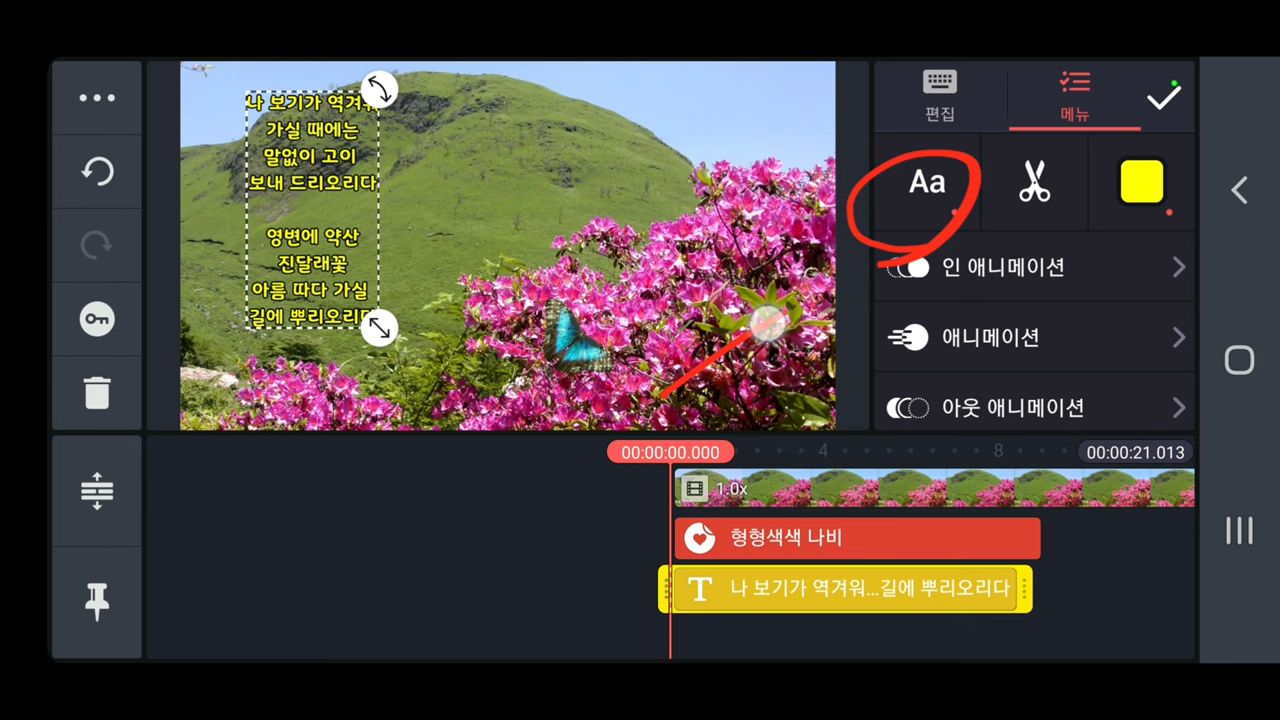 나 보기가 역겨워
가실 때에는
말없이 고이
보내 드리오리다
영변에 약산
진달래꽃
아름 따다 가실
길에 뿌리오리다
편집
메뉴
Aa
인 애니메이션
애니메이션
아웃 애니메이션
00:00:00.000
4
8
00:00:21.013
1.0x
형형색색 나비
T
나 보기가 역겨워...길에 뿌리오리다